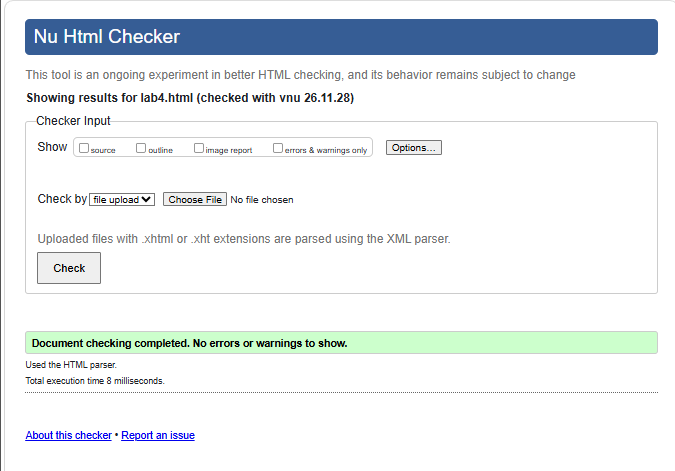 Nu Html Checker
This tool is an ongoing experiment in better HTML checking, and its behavior remains subject to change
Showing results for lab4.html (checked with vnu 26.11.28)
Checker Input
Show source outline image report errors & warnings only Options...
Check by file upload Choose File No file chosen
Uploaded files with .xhtml or .xht extensions are parsed using the XML parser.
Check
Document checking completed. No errors or warnings to show.
Used the HTML parser.
Total execution time 8 milliseconds.
About this checker • Report an issue